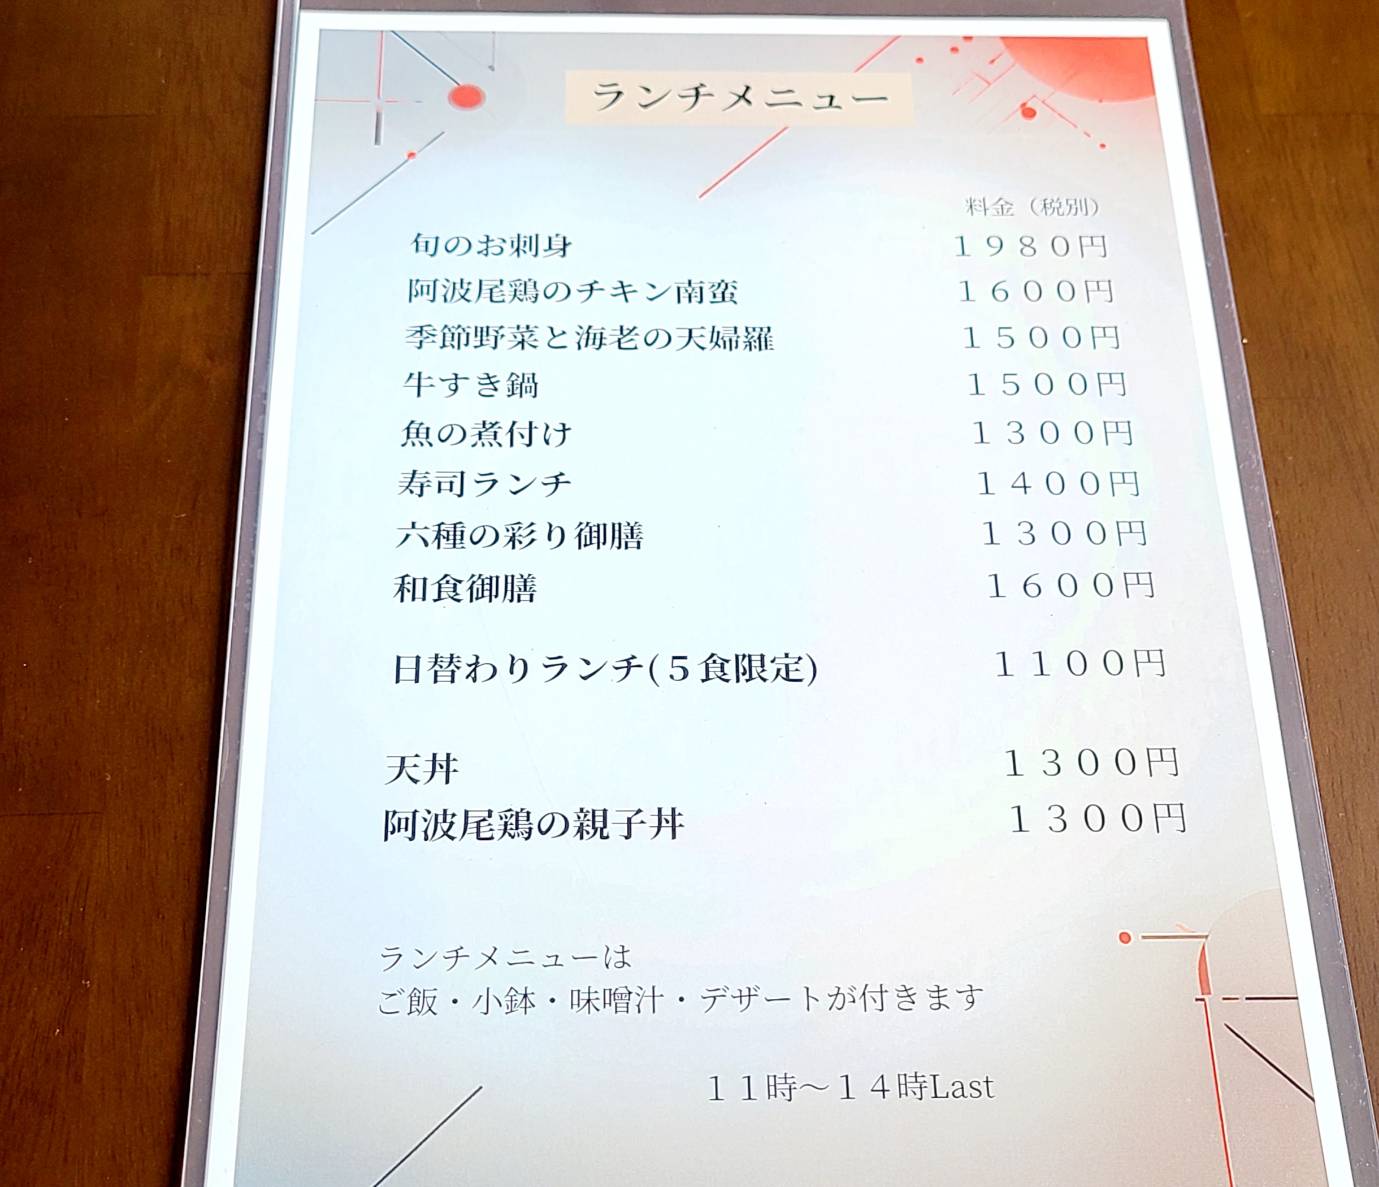 ランチメニュー
料金（税別）
旬のお刺身 １９８０円
阿波尾鶏のチキン南蛮 １６００円
季節野菜と海老の天婦羅 １５００円
牛すき鍋 １５００円
魚の煮付け １３００円
寿司ランチ １４００円
六種の彩り御膳 １３００円
和食御膳 １６００円
日替わりランチ(５食限定) １１００円
天丼 １３００円
阿波尾鶏の親子丼 １３００円
ランチメニューは
ご飯・小鉢・味噌汁・デザートが付きます
１１時〜１４時Last